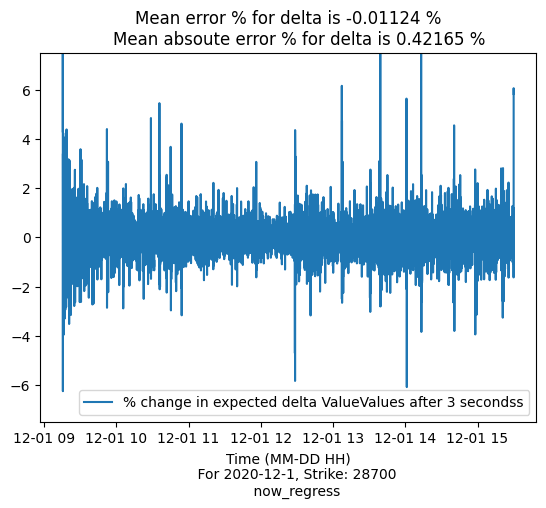 Mean error % for delta is -0.01124 %
Mean absoute error % for delta is 0.42165 %
6
4
2
0
−2
−4
−6
% change in expected delta ValueValues after 3 secondss
12-01 09 12-01 10 12-01 11 12-01 12 12-01 13 12-01 14 12-01 15
Time (MM-DD HH)
For 2020-12-1, Strike: 28700
now_regress